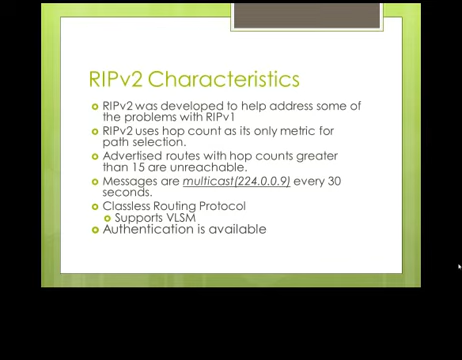 RIPv2 Characteristics
RIPv2 was developed to help address some of
the problems with RIPv1
RIPv2 uses hop count as its only metric for
path selection.
Advertised routes with hop counts greater
than 15 are unreachable.
Messages are multicast(224.0.0.9) every 30
seconds.
Classless Routing Protocol
Supports VLSM
Authentication is available